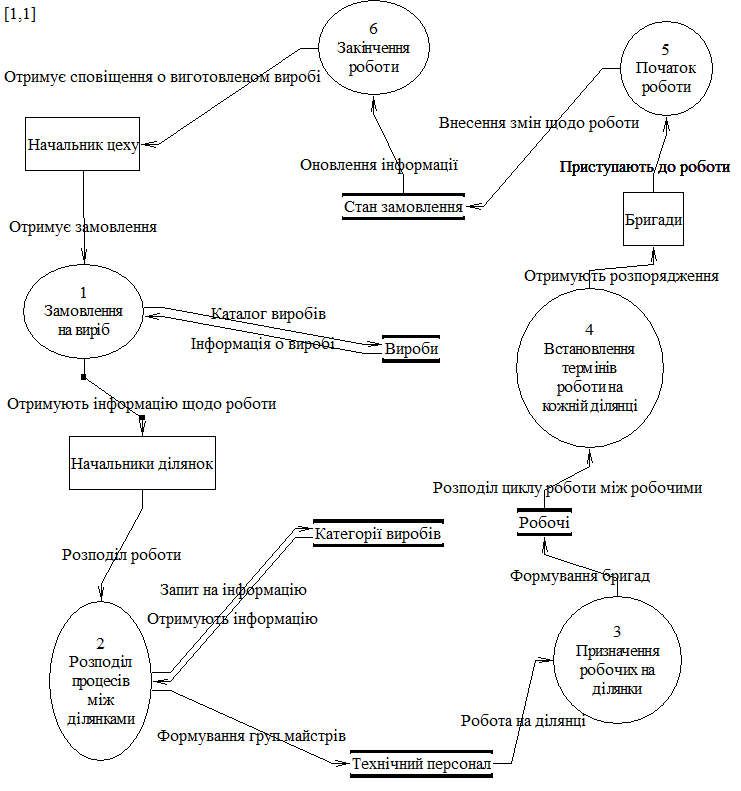 [1,1]
6
Закінчення
роботи
5
Початок
роботи
Отримує сповіщення о виготовленом виробі
Внесення змін щодо роботи
Начальник цеху
Оновлення інформації
Приступають до роботи
Стан замовлення
Бригади
Отримує замовлення
Отримують розпорядження
1
Замовлення
на виріб
Каталог виробів
Інформація о виробі
Вироби
4
Встановлення
термінів
роботи на
кожній ділянці
Отримують інформацію щодо роботи
Начальники ділянок
Розподіл циклу роботи між робочими
Категорії виробів
Робочі
Розподіл роботи
Запит на інформацію
Отримують інформацію
Формування бригад
2
Розподіл
процесів
між
ділянками
3
Призначення
робочих на
ділянки
Формування груп майстрів
Робота на ділянці
Технічний персонал